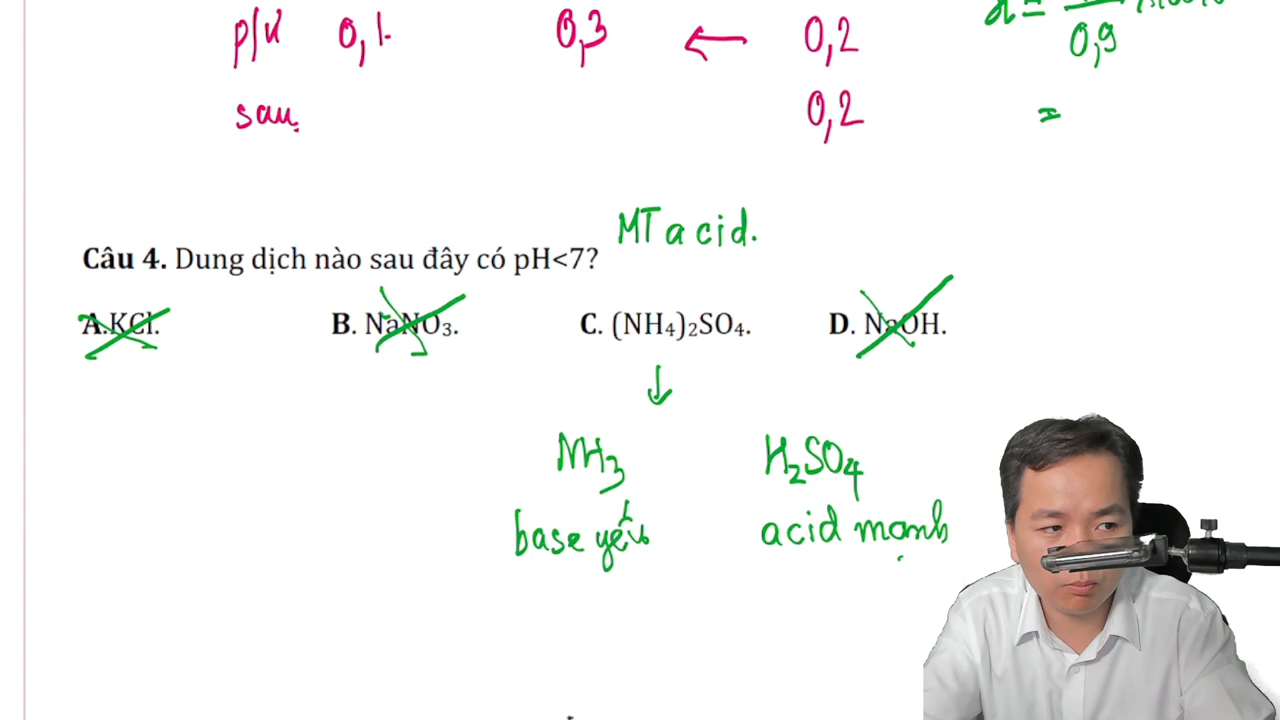 p/ư 0,1 0,3 ← 0,2
0,9
sau 0,2 =
MT acid.
Câu 4. Dung dịch nào sau đây có pH<7?
A.KCl. B. NaNO₃. C. (NH₄)₂SO₄. D. NaOH.
↓
NH₃ H₂SO₄
base yếu acid mạnh